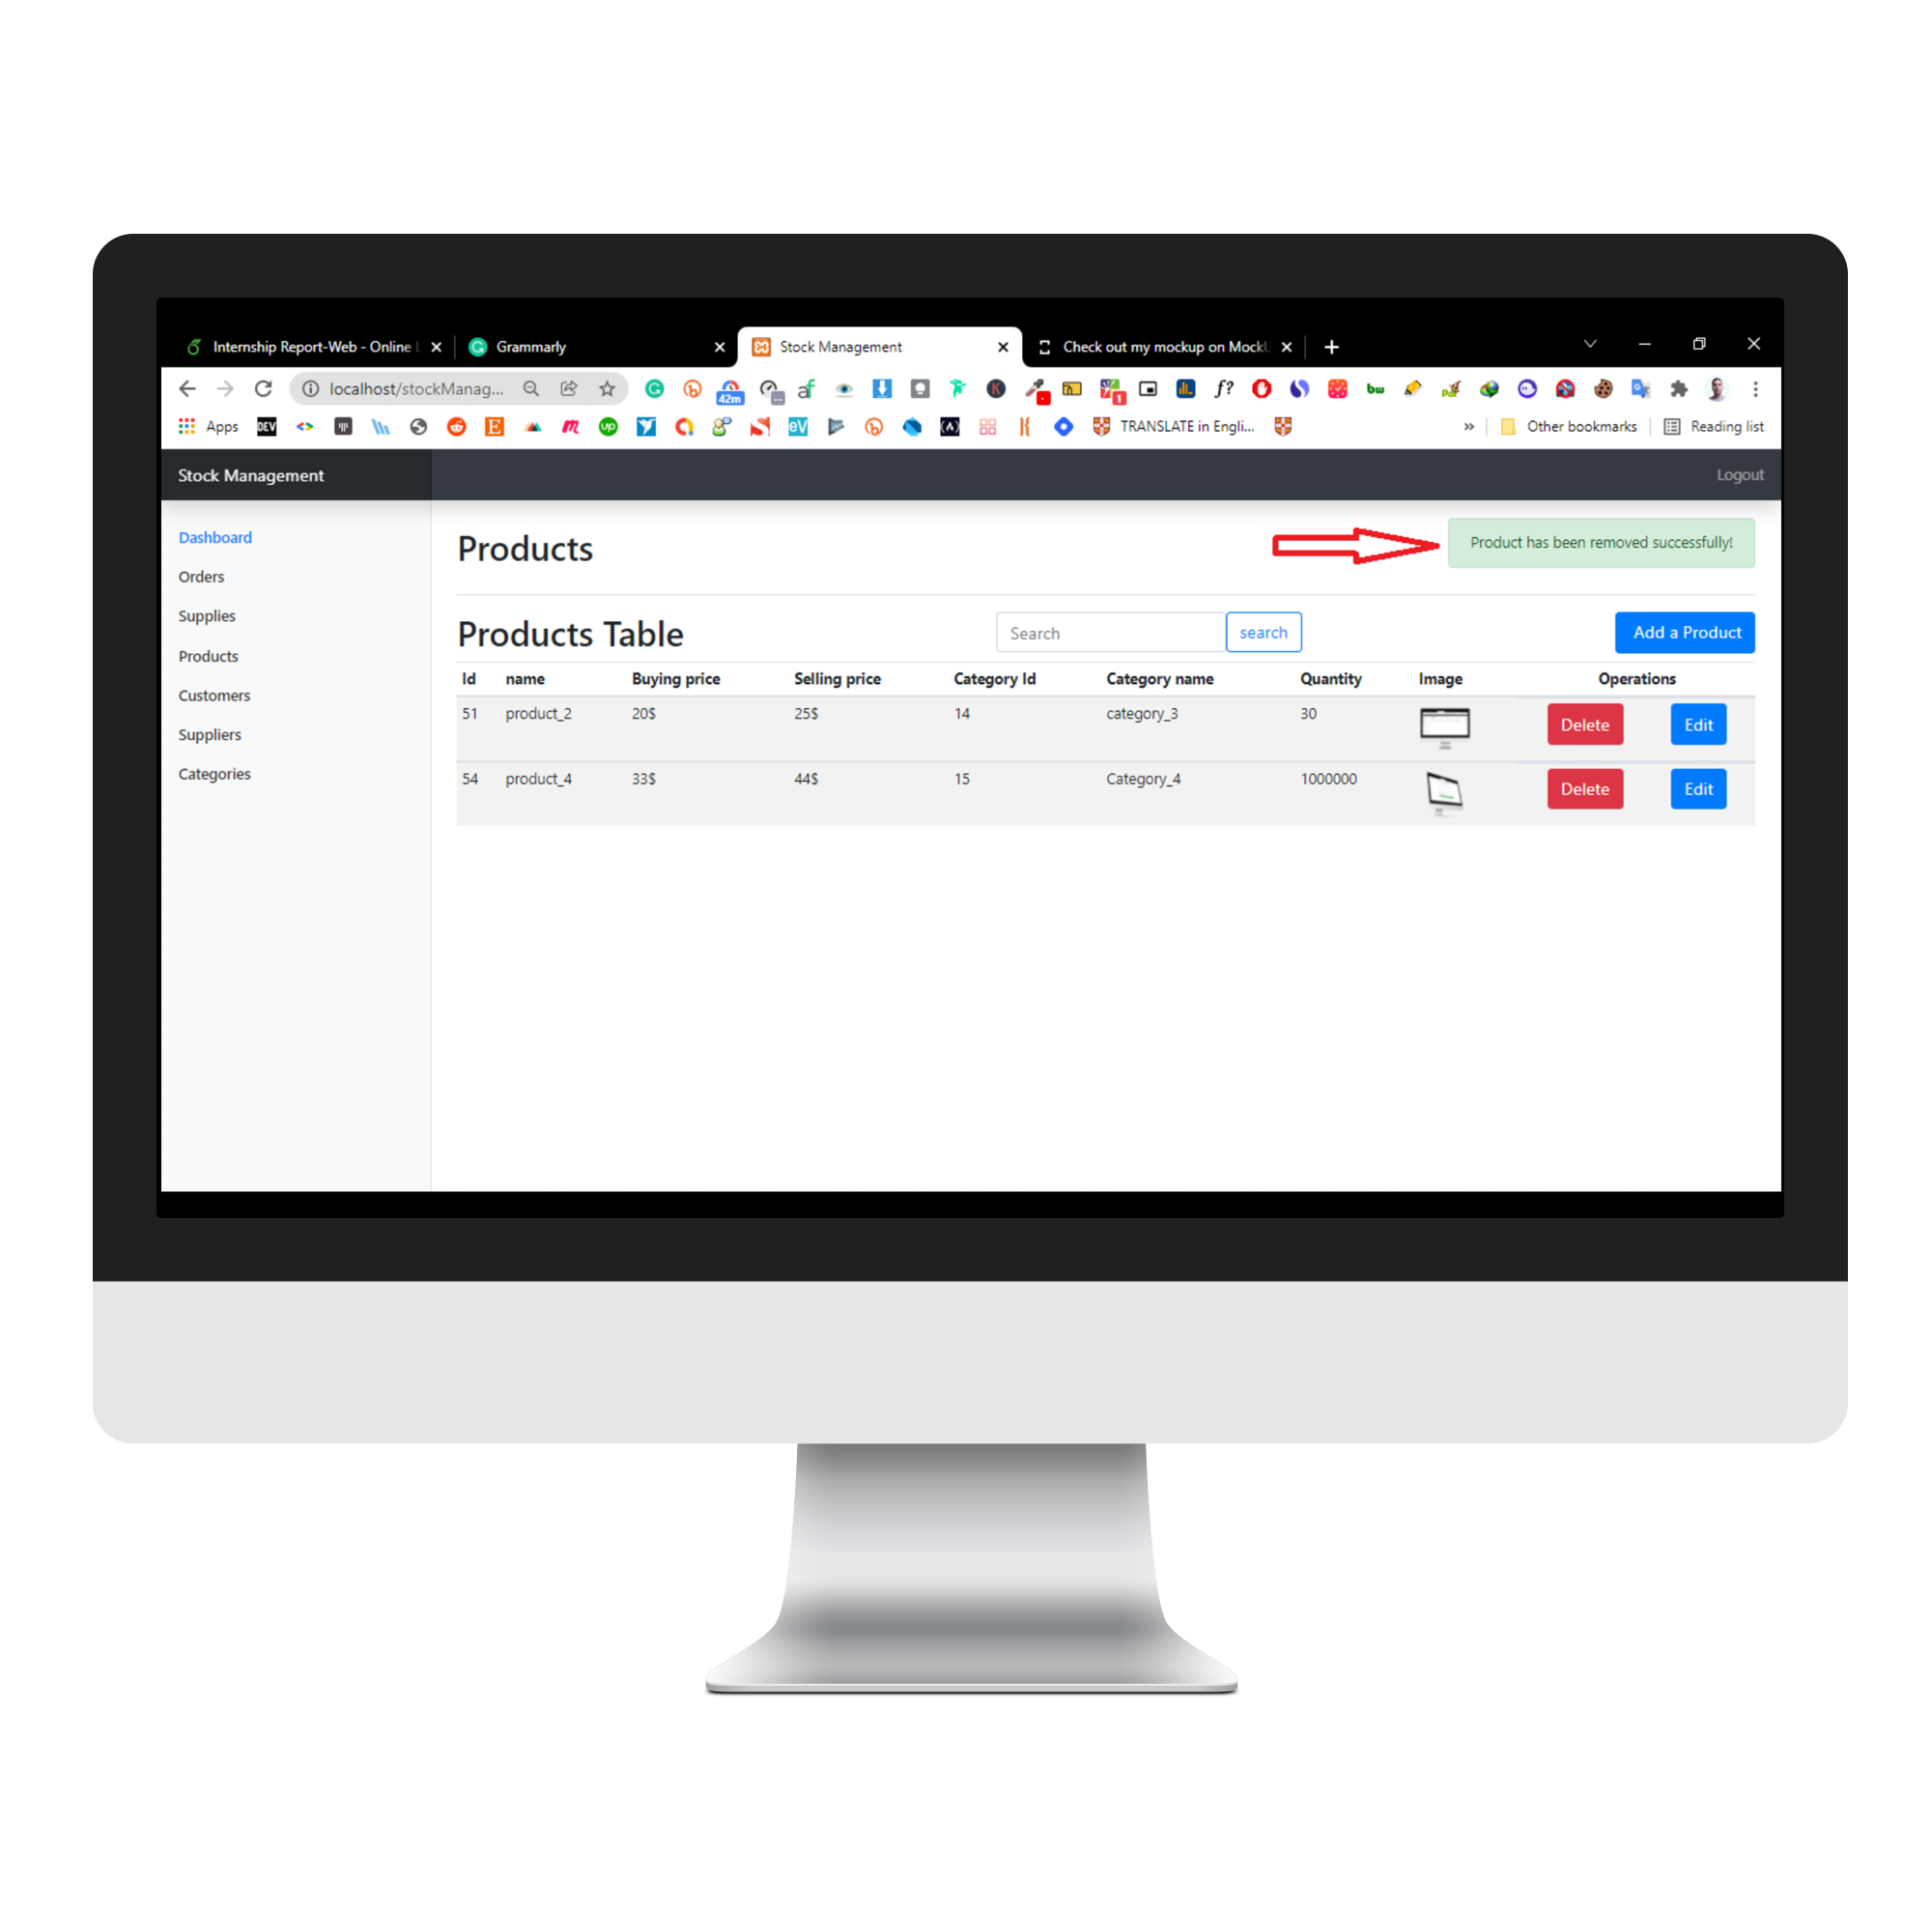 Internship Report-Web - Online
Grammarly
Stock Management
Check out my mockup on Mock
localhost/stockManag...
42m
af
1
f?
bw
Apps
DEV
up
eV
TRANSLATE in Engli...
»
Other bookmarks
Reading list
Stock Management
Logout
Dashboard
Orders
Supplies
Products
Customers
Suppliers
Categories
Products
Product has been removed successfully!
Products Table
Search
search
Add a Product
Id name Buying price Selling price Category Id Category name Quantity Image Operations
51 product_2 20$ 25$ 14 category_3 30 Delete Edit
54 product_4 33$ 44$ 15 Category_4 1000000 Delete Edit